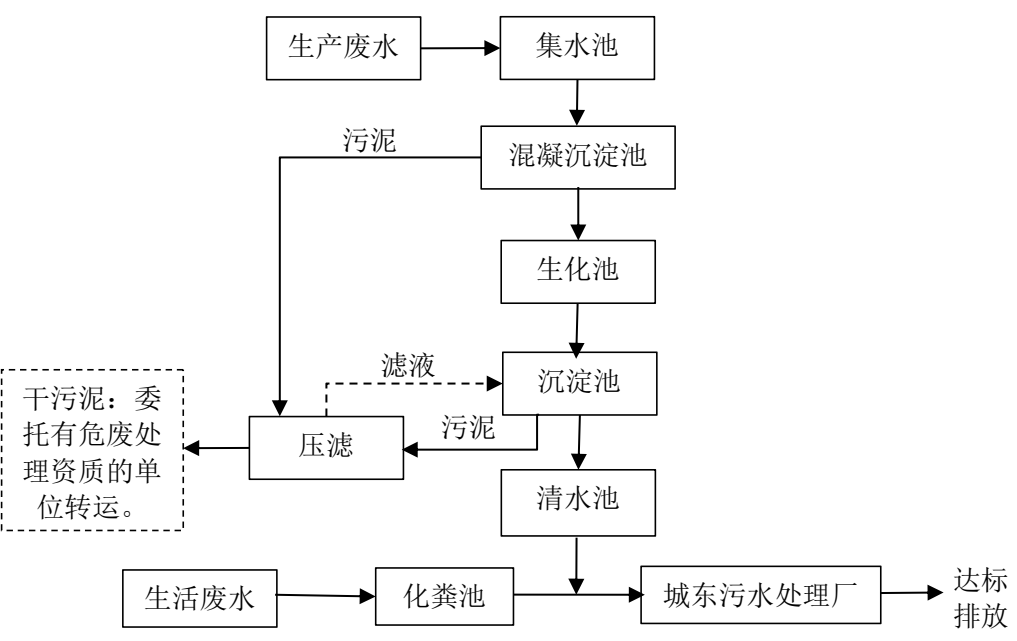 生产废水
集水池
污泥
混凝沉淀池
生化池
滤液
沉淀池
干污泥：委
托有危废处
理资质的单
位转运。
压滤
污泥
清水池
生活废水
化粪池
城东污水处理厂
达标
排放